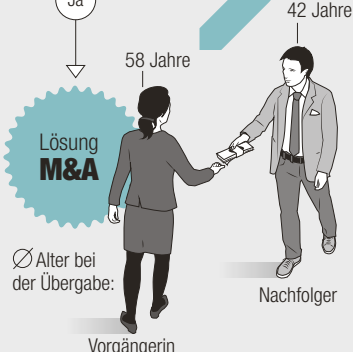 Ja
42 Jahre
58 Jahre
Lösung
M&A
∅ Alter bei
der Übergabe:
Nachfolger
Vorgängerin